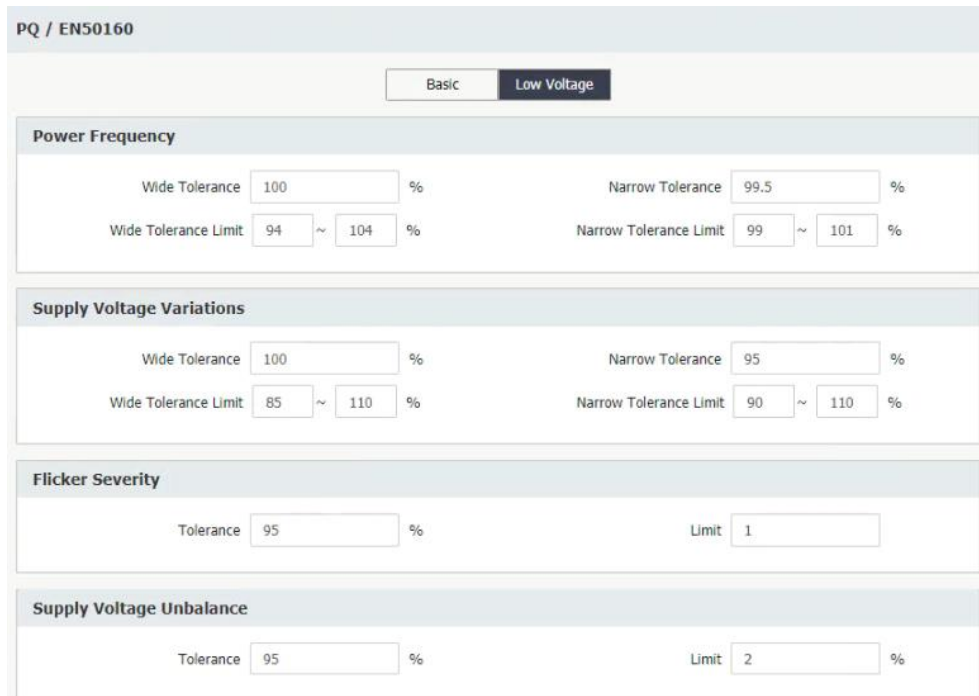 PQ / EN50160
Basic Low Voltage
Power Frequency
Wide Tolerance 100 % Narrow Tolerance 99.5 %
Wide Tolerance Limit 94 ~ 104 % Narrow Tolerance Limit 99 ~ 101 %
Supply Voltage Variations
Wide Tolerance 100 % Narrow Tolerance 95 %
Wide Tolerance Limit 85 ~ 110 % Narrow Tolerance Limit 90 ~ 110 %
Flicker Severity
Tolerance 95 % Limit 1
Supply Voltage Unbalance
Tolerance 95 % Limit 2 %